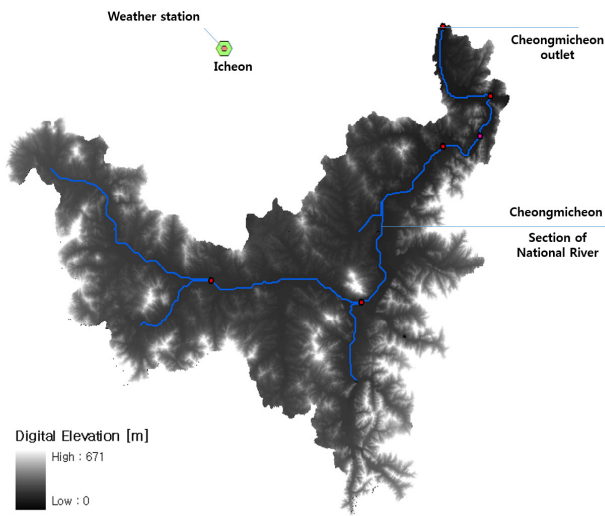 Weather station
Icheon
Cheongmicheon
outlet
Cheongmicheon
Section of
National River
Digital Elevation [m]
High : 671
Low : 0